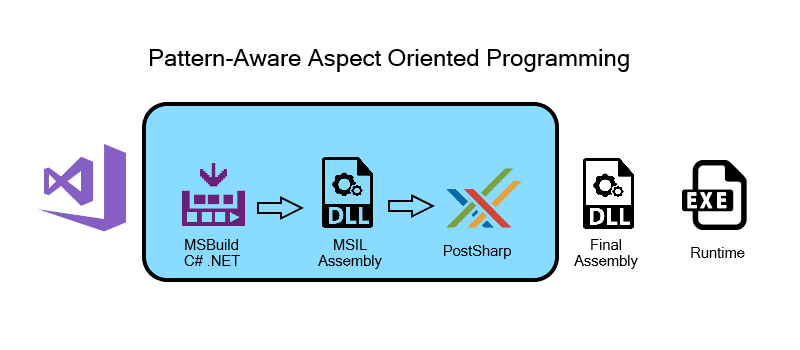 Pattern-Aware Aspect Oriented Programming
DLL
DLL
EXE
MSBuild
C# .NET
MSIL
Assembly
PostSharp
Final
Assembly
Runtime